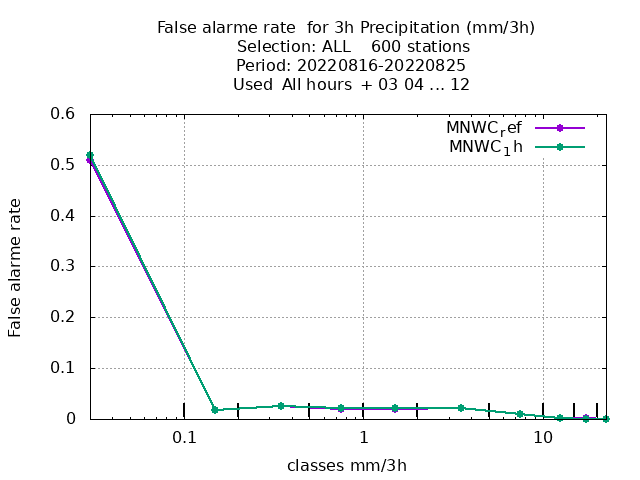 False alarme rate  for 3h Precipitation (mm/3h)
Selection: ALL    600 stations
Period: 20220816-20220825
Used  All hours  + 03 04 ... 12
MNWC_ref
MNWC_1h
0.6
0.5
0.4
0.3
0.2
0.1
0
False alarme rate
0.1
1
10
classes mm/3h